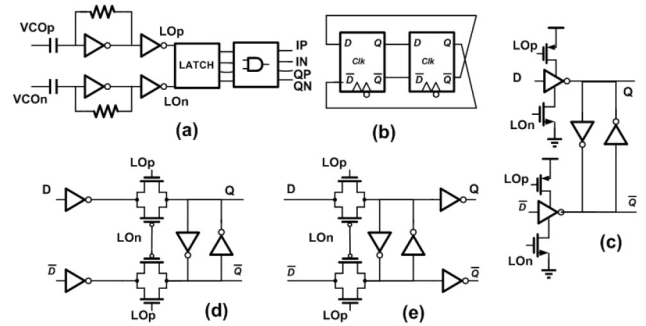 VCOp
LOp
LATCH
IP
IN
QP
QN
VCOn
LOn
(a)
D Q D Q
Clk Clk
D̅ Q̅ D̅ Q̅
(b)
LOp
D
Q
LOn
LOp
D̅
Q̅
LOn
(c)
LOp
D Q
LOn
D̅ Q̅
LOp
(d)
LOp
D Q
LOn
D̅ Q̅
LOp
(e)